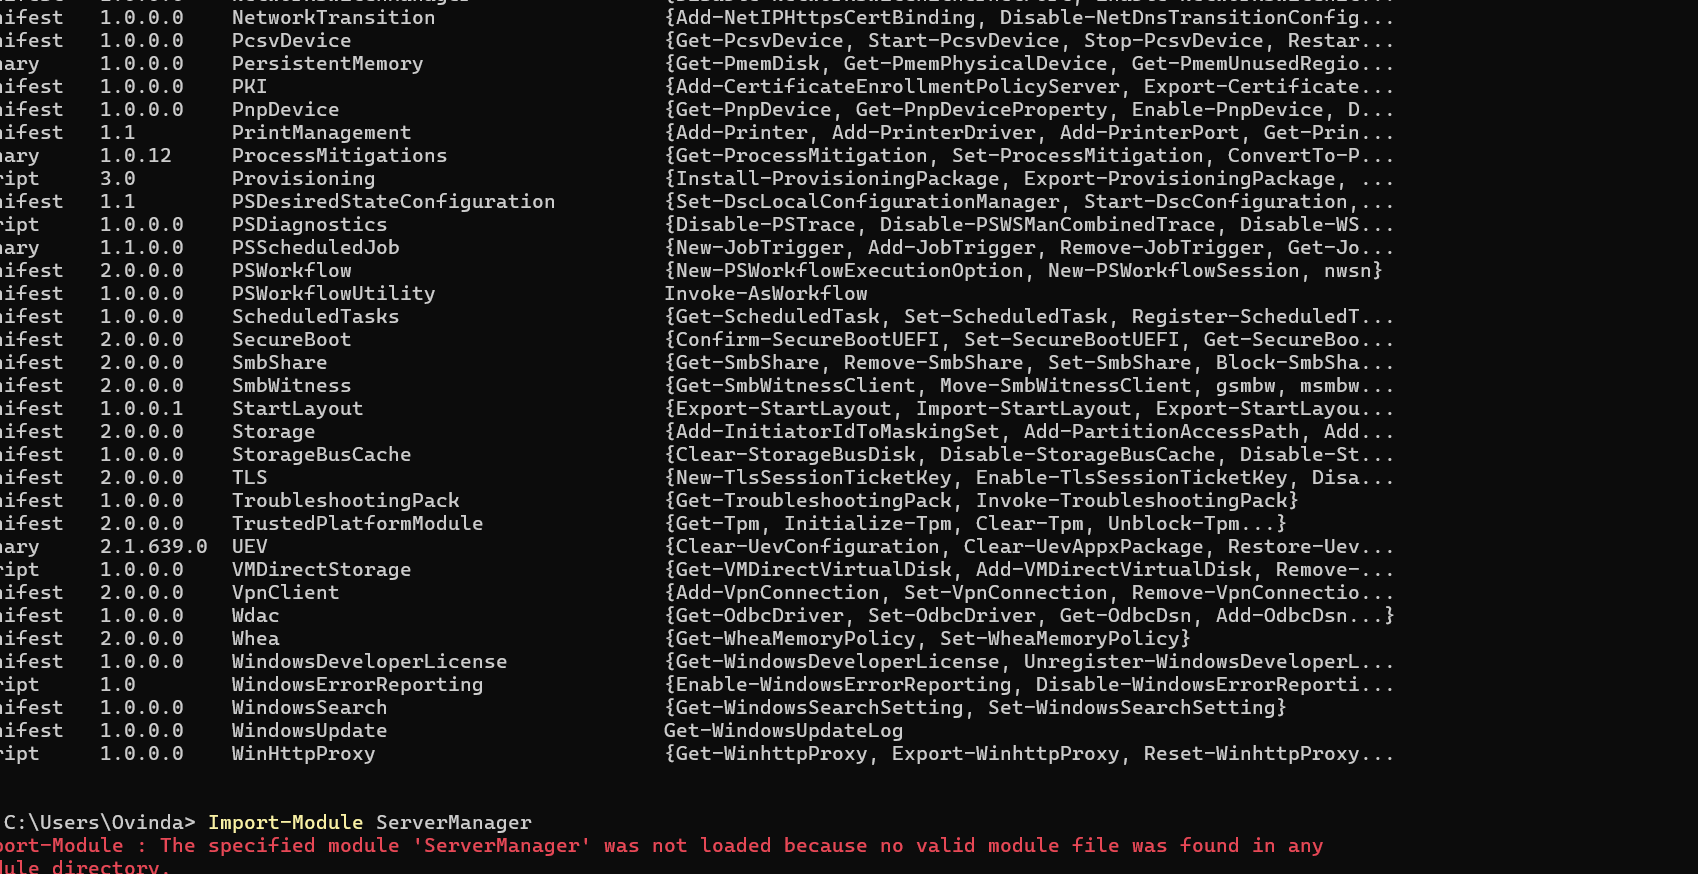 1.0.0.0 NetworkTransition {Add-NetIPHttpsCertBinding, Disable-NetDnsTransitionConfig...
nifest 1.0.0.0 PcsvDevice {Get-PcsvDevice, Start-PcsvDevice, Stop-PcsvDevice, Restar...
nary 1.0.0.0 PersistentMemory {Get-PmemDisk, Get-PmemPhysicalDevice, Get-PmemUnusedRegio...
nifest 1.0.0.0 PKI {Add-CertificateEnrollmentPolicyServer, Export-Certificate...
nifest 1.0.0.0 PnpDevice {Get-PnpDevice, Get-PnpDeviceProperty, Enable-PnpDevice, D...
nifest 1.1 PrintManagement {Add-Printer, Add-PrinterDriver, Add-PrinterPort, Get-Prin...
nary 1.0.12 ProcessMitigations {Get-ProcessMitigation, Set-ProcessMitigation, ConvertTo-P...
ript 3.0 Provisioning {Install-ProvisioningPackage, Export-ProvisioningPackage, ...
nifest 1.1 PSDesiredStateConfiguration {Set-DscLocalConfigurationManager, Start-DscConfiguration,...
ript 1.0.0.0 PSDiagnostics {Disable-PSTrace, Disable-PSWSManCombinedTrace, Disable-WS...
nary 1.1.0.0 PSScheduledJob {New-JobTrigger, Add-JobTrigger, Remove-JobTrigger, Get-Jo...
nifest 2.0.0.0 PSWorkflow {New-PSWorkflowExecutionOption, New-PSWorkflowSession, nwsn}
nifest 1.0.0.0 PSWorkflowUtility Invoke-AsWorkflow
nifest 1.0.0.0 ScheduledTasks {Get-ScheduledTask, Set-ScheduledTask, Register-ScheduledT...
nifest 2.0.0.0 SecureBoot {Confirm-SecureBootUEFI, Set-SecureBootUEFI, Get-SecureBoo...
nifest 2.0.0.0 SmbShare {Get-SmbShare, Remove-SmbShare, Set-SmbShare, Block-SmbSha...
nifest 2.0.0.0 SmbWitness {Get-SmbWitnessClient, Move-SmbWitnessClient, gsmbw, msmbw...
nifest 1.0.0.1 StartLayout {Export-StartLayout, Import-StartLayout, Export-StartLayou...
nifest 2.0.0.0 Storage {Add-InitiatorIdToMaskingSet, Add-PartitionAccessPath, Add...
nifest 1.0.0.0 StorageBusCache {Clear-StorageBusDisk, Disable-StorageBusCache, Disable-St...
nifest 2.0.0.0 TLS {New-TlsSessionTicketKey, Enable-TlsSessionTicketKey, Disa...
nifest 1.0.0.0 TroubleshootingPack {Get-TroubleshootingPack, Invoke-TroubleshootingPack}
nifest 2.0.0.0 TrustedPlatformModule {Get-Tpm, Initialize-Tpm, Clear-Tpm, Unblock-Tpm...}
nary 2.1.639.0 UEV {Clear-UevConfiguration, Clear-UevAppxPackage, Restore-Uev...
ript 1.0.0.0 VMDirectStorage {Get-VMDirectVirtualDisk, Add-VMDirectVirtualDisk, Remove-...
nifest 2.0.0.0 VpnClient {Add-VpnConnection, Set-VpnConnection, Remove-VpnConnectio...
nifest 1.0.0.0 Wdac {Get-OdbcDriver, Set-OdbcDriver, Get-OdbcDsn, Add-OdbcDsn...}
nifest 2.0.0.0 Whea {Get-WheaMemoryPolicy, Set-WheaMemoryPolicy}
nifest 1.0.0.0 WindowsDeveloperLicense {Get-WindowsDeveloperLicense, Unregister-WindowsDeveloperL...
ript 1.0 WindowsErrorReporting {Enable-WindowsErrorReporting, Disable-WindowsErrorReporti...
nifest 1.0.0.0 WindowsSearch {Get-WindowsSearchSetting, Set-WindowsSearchSetting}
nifest 1.0.0.0 WindowsUpdate Get-WindowsUpdateLog
ript 1.0.0.0 WinHttpProxy {Get-WinhttpProxy, Export-WinhttpProxy, Reset-WinhttpProxy...
C:\Users\Ovinda> Import-Module ServerManager
port-Module : The specified module 'ServerManager' was not loaded because no valid module file was found in any
dule directory.